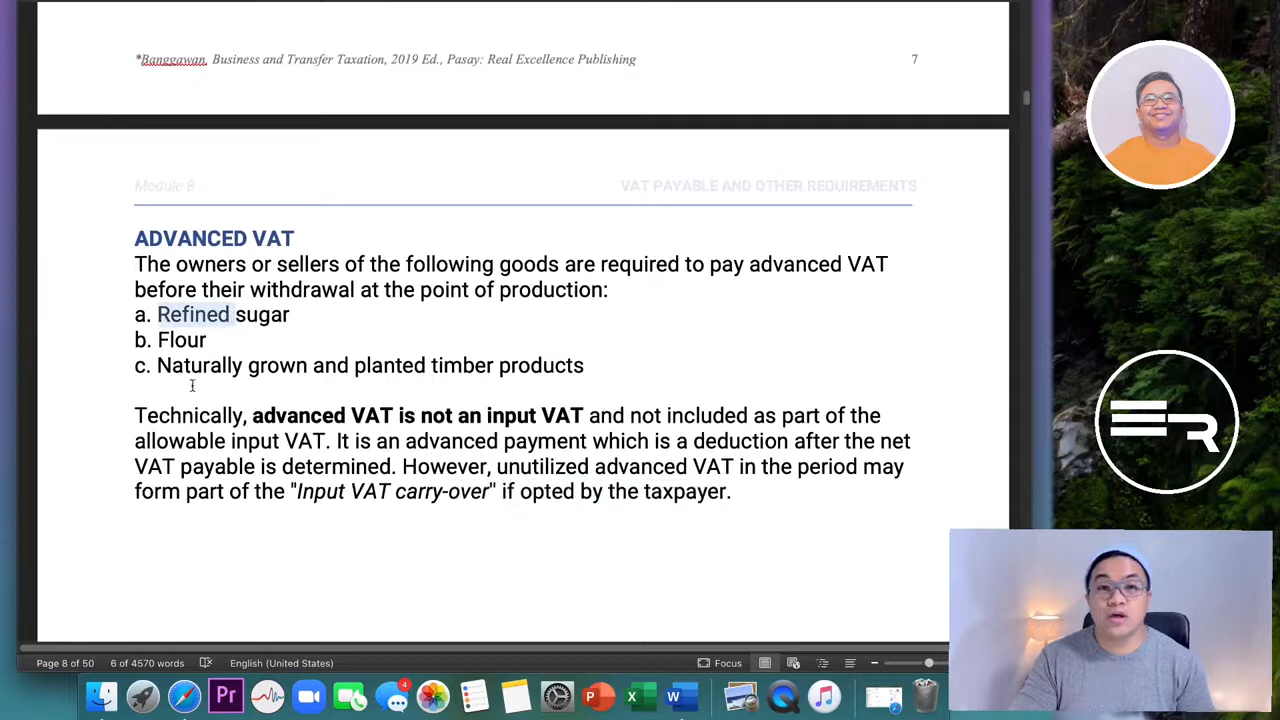 *Banggawan, Business and Transfer Taxation, 2019 Ed., Pasay: Real Excellence Publishing 7
Module 8 VAT PAYABLE AND OTHER REQUIREMENTS
ADVANCED VAT
The owners or sellers of the following goods are required to pay advanced VAT
before their withdrawal at the point of production:
a. Refined sugar
b. Flour
c. Naturally grown and planted timber products
Technically, advanced VAT is not an input VAT and not included as part of the
allowable input VAT. It is an advanced payment which is a deduction after the net
VAT payable is determined. However, unutilized advanced VAT in the period may
form part of the "Input VAT carry-over" if opted by the taxpayer.
ER
Page 8 of 50 6 of 4570 words English (United States) Focus
Pr 4 P X W